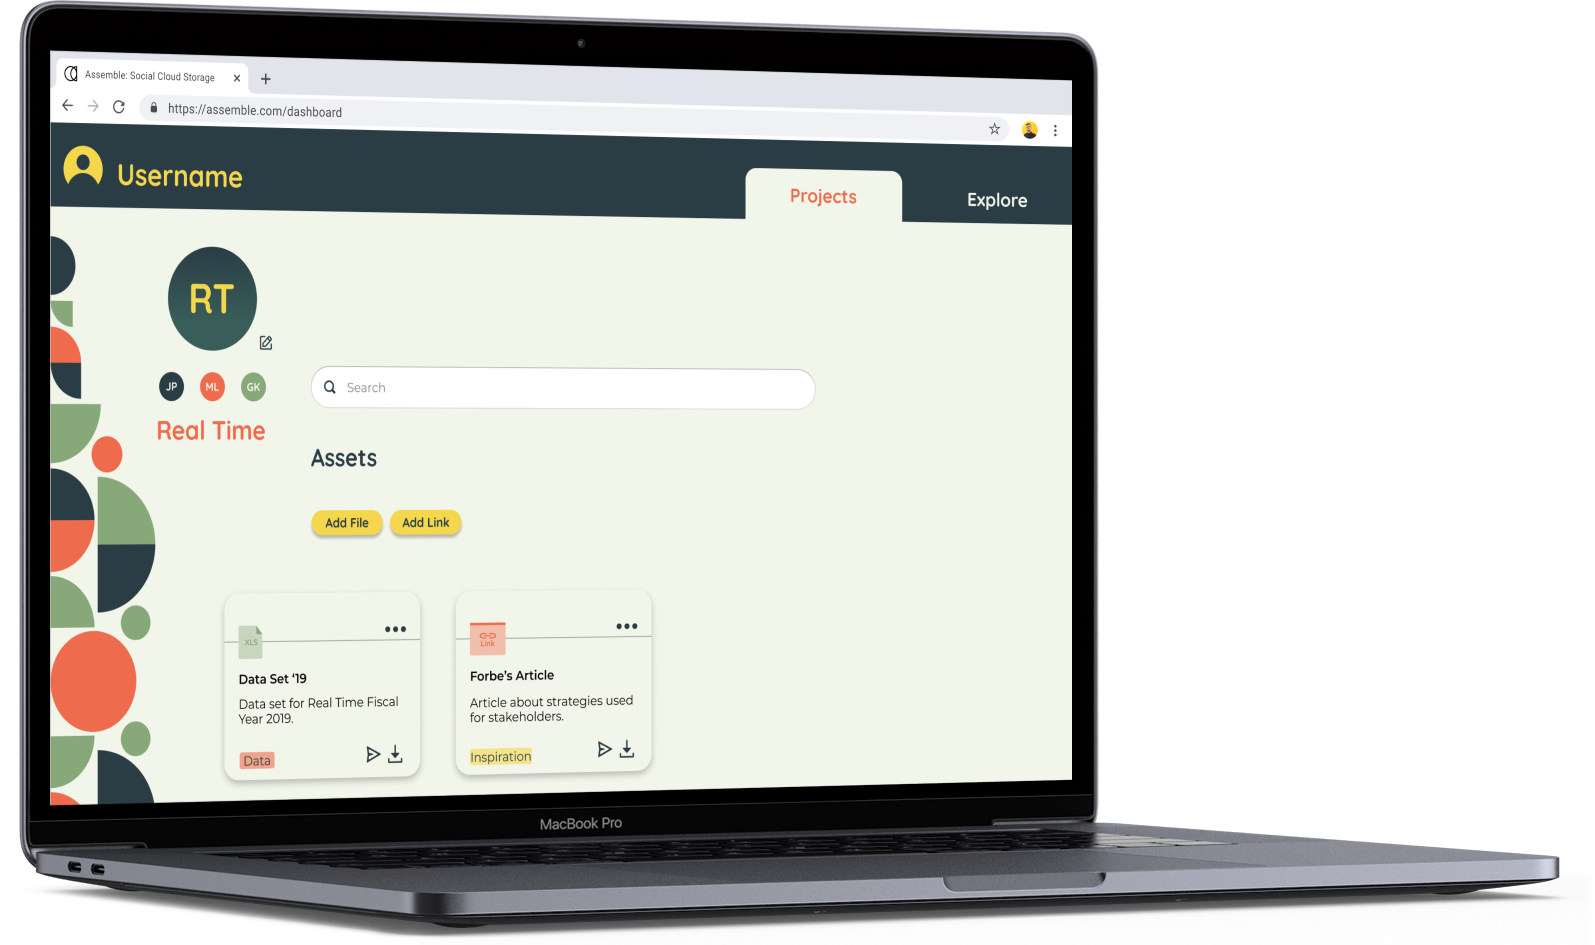 Assemble: Social Cloud Storage
https://assemble.com/dashboard
Username
Projects
Explore
RT
JP
ML
GK
Search
Real Time
Assets
Add File
Add Link
.XLS
Data Set ‘19
Data set for Real Time Fiscal
Year 2019.
Data
Link
Forbe’s Article
Article about strategies used
for stakeholders.
Inspiration
MacBook Pro